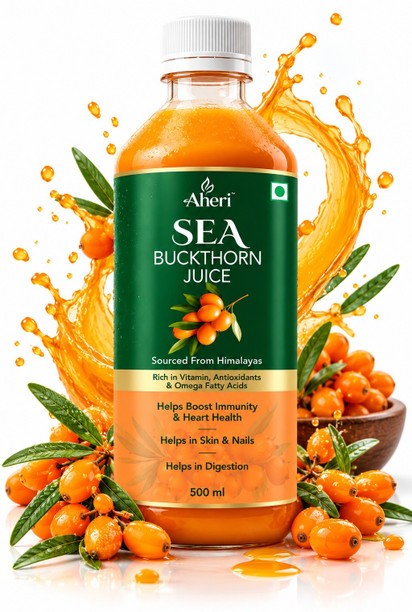 Aheri™
SEA
BUCKTHORN
JUICE
Sourced From Himalayas
Rich in Vitamin, Antioxidants
& Omega Fatty Acids
Helps Boost Immunity
& Heart Health
Helps in Skin & Nails
Helps in Digestion
500 ml